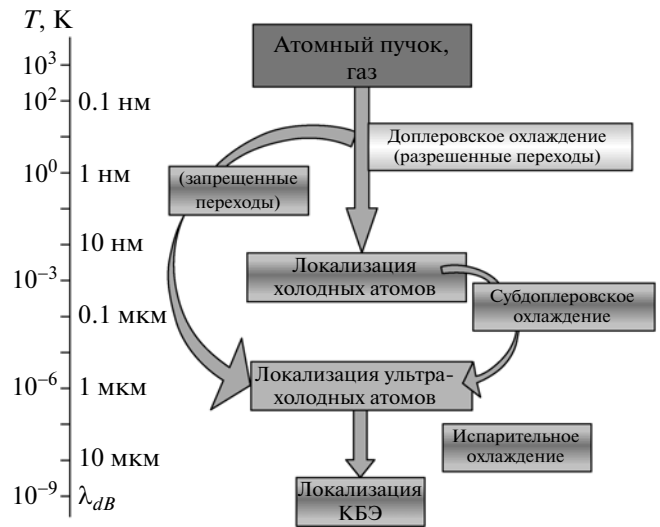 T, K
Атомный пучок,
газ
10³
10²
0.1 нм
Доплеровское охлаждение
(разрешенные переходы)
(запрещенные
переходы)
10⁰
1 нм
10 нм
Локализация
холодных атомов
10⁻³
Субдоплеровское
охлаждение
0.1 мкм
Локализация ультра-
холодных атомов
10⁻⁶
1 мкм
Испарительное
охлаждение
10 мкм
Локализация
КБЭ
10⁻⁹
λdB